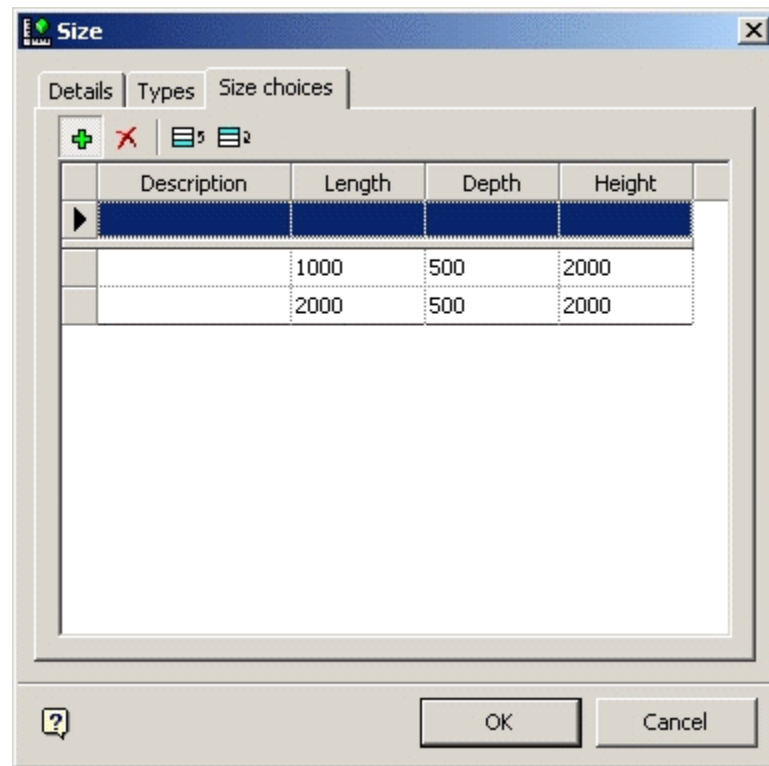 Size
Details Types Size choices
Description Length Depth Height
1000 500 2000
2000 500 2000
OK Cancel